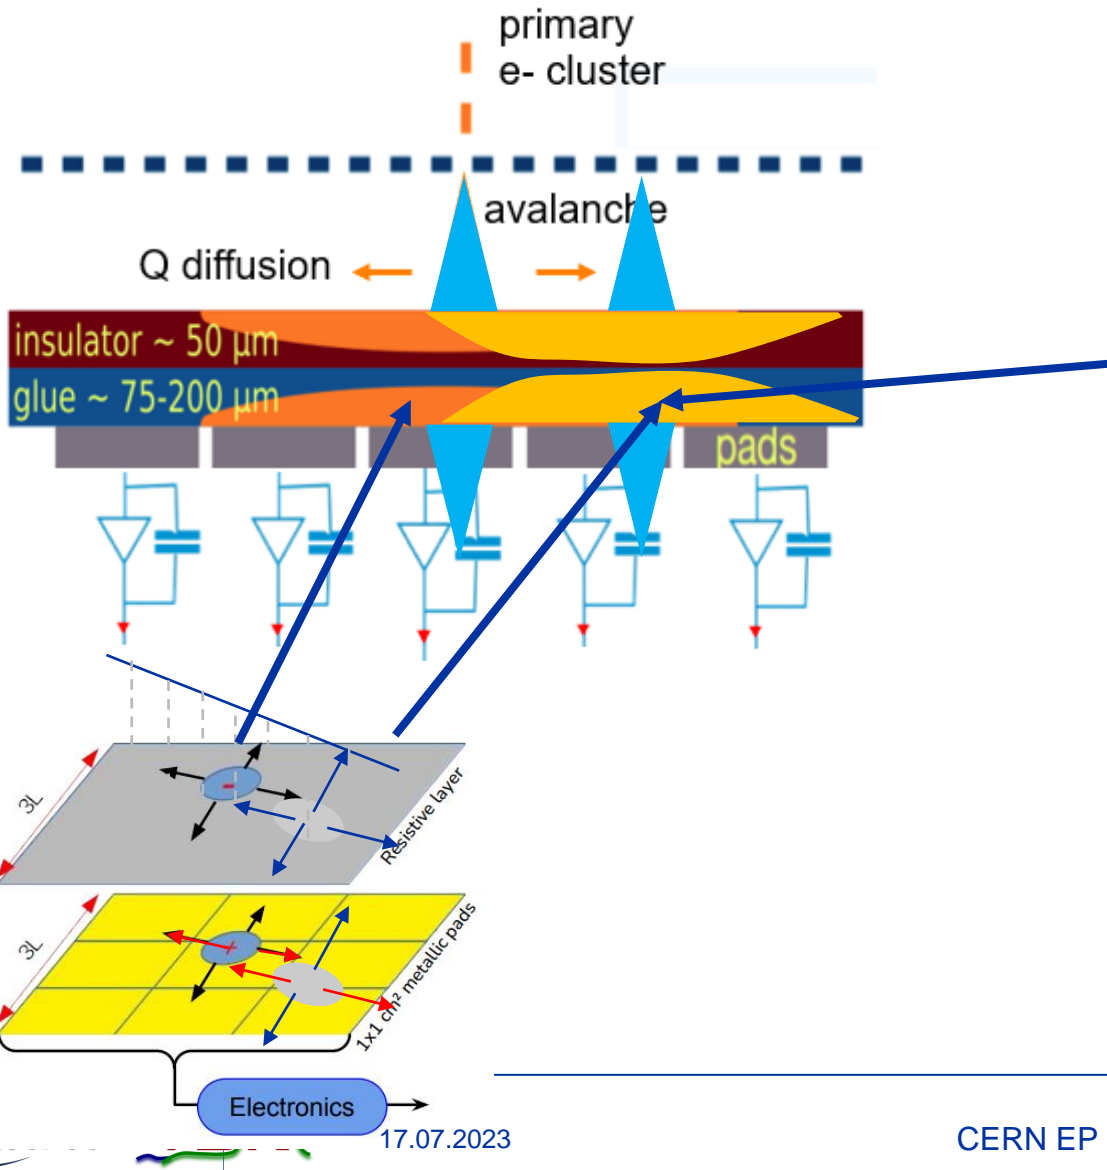 primary
e- cluster
avalanche
Q diffusion
insulator ~ 50 µm
glue ~ 75-200 µm
pads
3L
Resistive layer
-
3L
+
1x1 cm² metallic pads
Electronics
17.07.2023
CERN EP